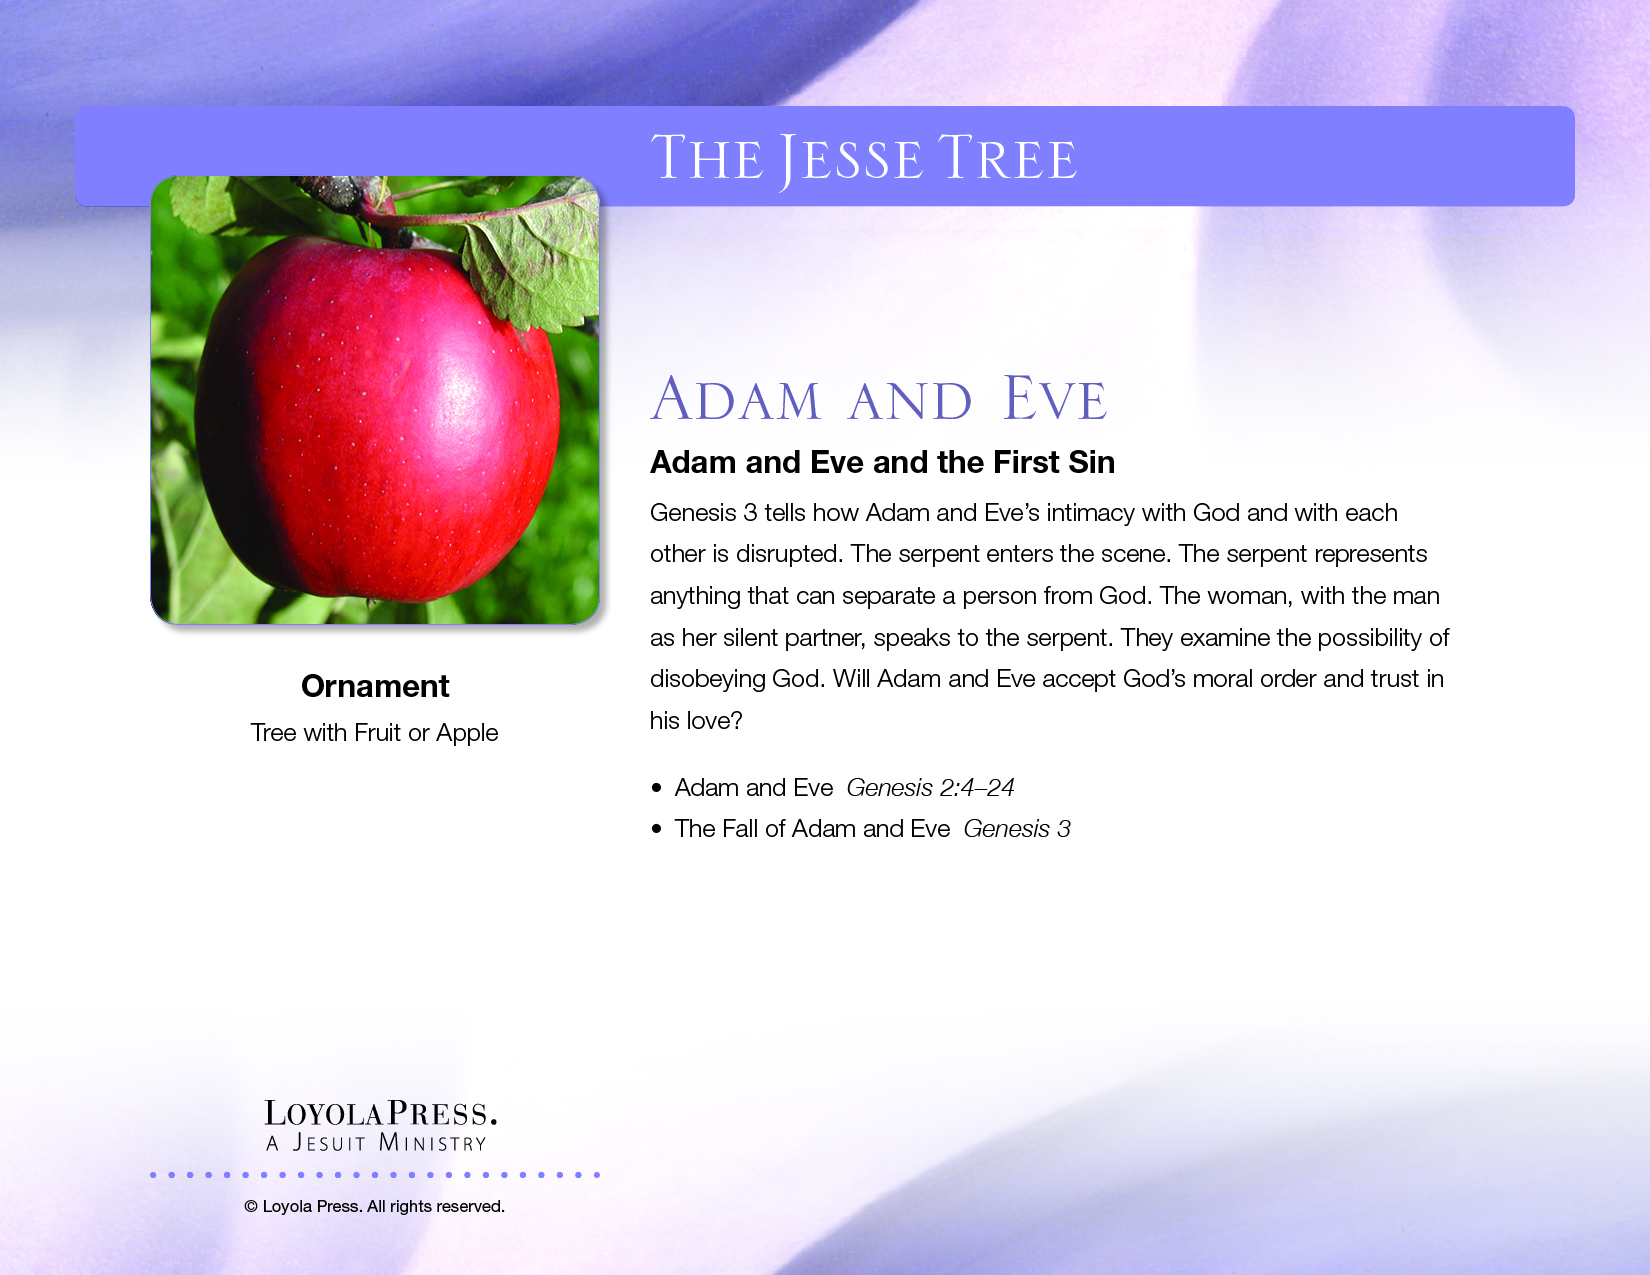 THE JESSE TREE
ADAM AND EVE
Adam and Eve and the First Sin
Genesis 3 tells how Adam and Eve’s intimacy with God and with each
other is disrupted. The serpent enters the scene. The serpent represents
anything that can separate a person from God. The woman, with the man
as her silent partner, speaks to the serpent. They examine the possibility of
disobeying God. Will Adam and Eve accept God’s moral order and trust in
his love?
• Adam and Eve Genesis 2:4–24
• The Fall of Adam and Eve Genesis 3
Ornament
Tree with Fruit or Apple
LOYOLAPRESS.
A JESUIT MINISTRY
© Loyola Press. All rights reserved.